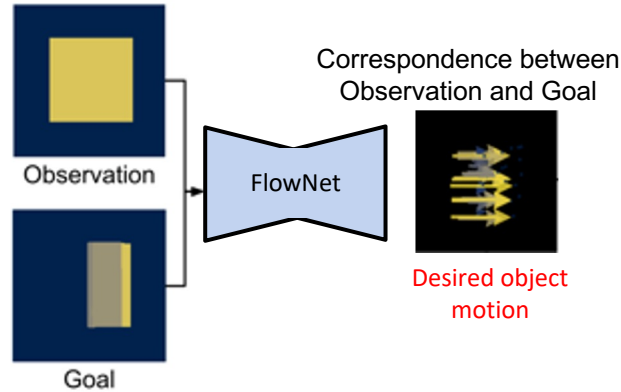 Observation
Goal
FlowNet
Correspondence between
Observation and Goal
Desired object
motion